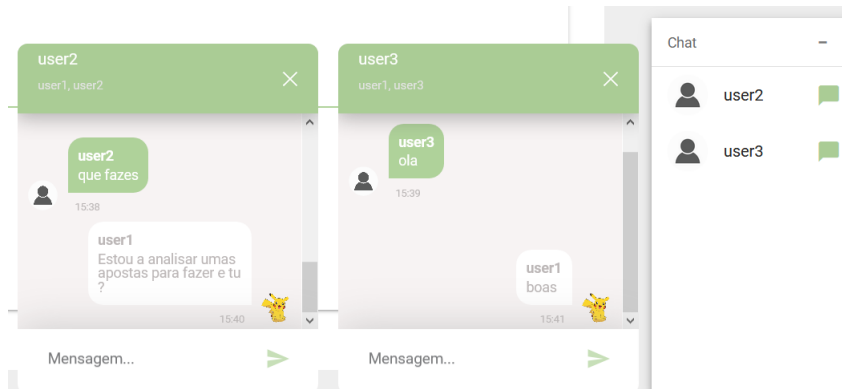 user2
user1, user2
user2
que fazes
15:38
user1
Estou a analisar umas
apostas para fazer e tu
?
15:40
Mensagem...
user3
user1, user3
user3
ola
15:39
user1
boas
15:41
Mensagem...
Chat
user2
user3